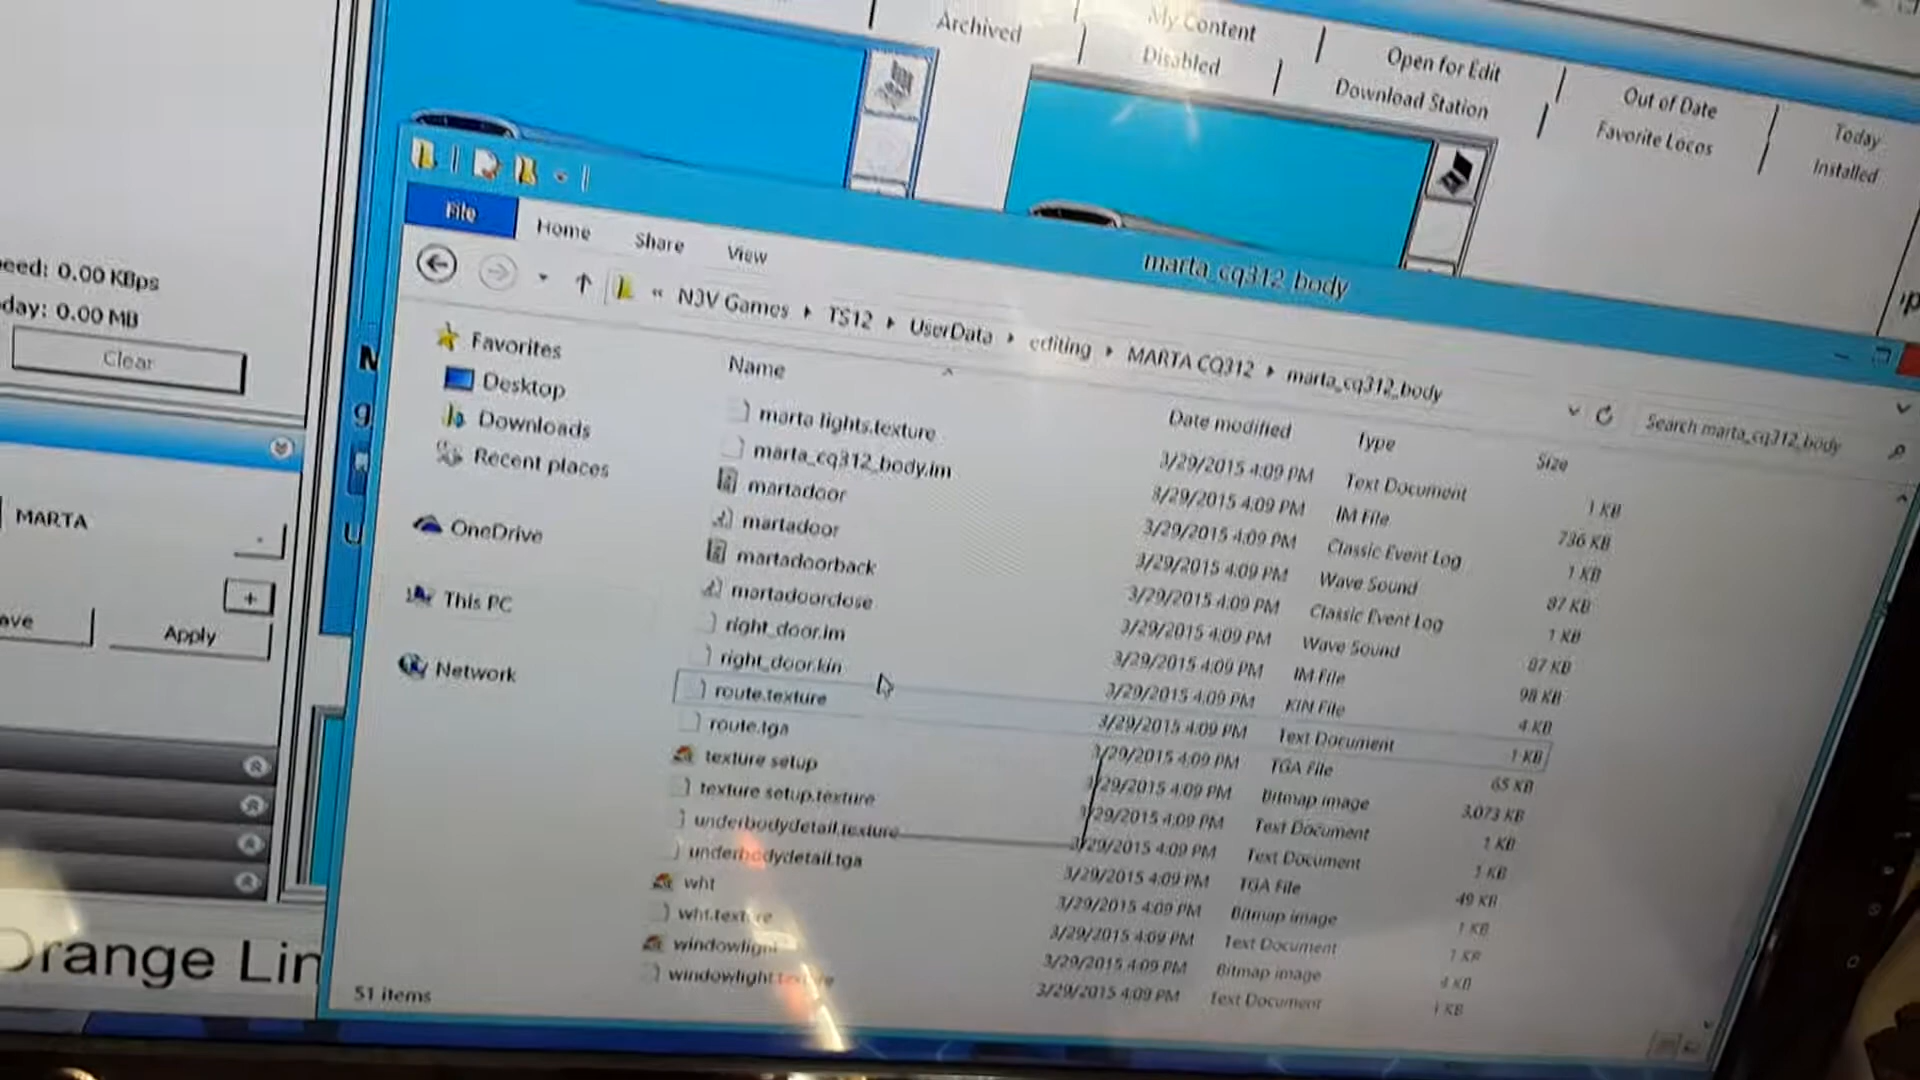 Archived
My Content
Open for Edit
Out of Date
Today
Disabled
Download Station
Favorite Locos
Installed
eed: 0.00 KBps
day: 0.00 MB
Clear
MARTA
+
ave
Apply
Orange Lin
marta_cq312_body
File
Home
Share
View
« N3V Games ▸ TS12 ▸ UserData ▸ editing ▸ MARTA CQ312 ▸ marta_cq312_body
Search marta_cq312_body
Favorites
Desktop
Downloads
Recent places
OneDrive
This PC
Network
Name Date modified Type Size
marta lights.texture 3/29/2015 4:09 PM Text Document 1 KB
marta_cq312_body.im 3/29/2015 4:09 PM IM File 736 KB
martadoor 3/29/2015 4:09 PM Classic Event Log 1 KB
martadoor 3/29/2015 4:09 PM Wave Sound 87 KB
martadoorback 3/29/2015 4:09 PM Classic Event Log 1 KB
martadoorclose 3/29/2015 4:09 PM Wave Sound 87 KB
right_door.im 3/29/2015 4:09 PM IM File 98 KB
right_door.kin 3/29/2015 4:09 PM KIN File 4 KB
route.texture 3/29/2015 4:09 PM Text Document 1 KB
route.tga 3/29/2015 4:09 PM TGA File 65 KB
texture setup 3/29/2015 4:09 PM Bitmap image 3,073 KB
texture setup.texture 3/29/2015 4:09 PM Text Document 1 KB
underbodydetail.texture 3/29/2015 4:09 PM Text Document 1 KB
underbodydetail.tga 3/29/2015 4:09 PM TGA File 49 KB
wht 3/29/2015 4:09 PM Bitmap image 1 KB
wht.texture 3/29/2015 4:09 PM Text Document 1 KB
windowlight 3/29/2015 4:09 PM Bitmap image 4 KB
windowlight.texture 3/29/2015 4:09 PM Text Document 1 KB
51 items